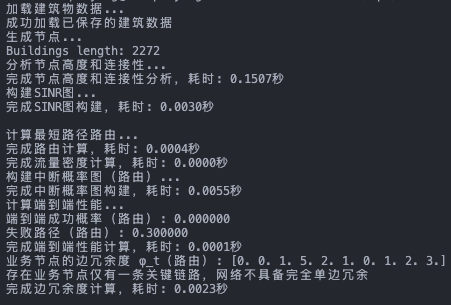 加载建筑物数据...
成功加载已保存的建筑数据
生成节点...
Buildings length: 2272
分析节点高度和连接性...
完成节点高度和连接性分析, 耗时: 0.1507秒
构建SINR图...
完成SINR图构建, 耗时: 0.0030秒

计算最短路径路由...
完成路由计算, 耗时: 0.0004秒
完成流量密度计算, 耗时: 0.0000秒
构建中断概率图（路由）...
完成中断概率图构建, 耗时: 0.0055秒
计算端到端性能...
端到端成功概率（路由）: 0.000000
失败路径（路由）: 0.300000
完成端到端性能计算, 耗时: 0.0001秒
业务节点的边冗余度 φ_t（路由）: [0. 0. 1. 5. 2. 1. 0. 1. 2. 3.]
存在业务节点仅有一条关键链路, 网络不具备完全单边冗余
完成边冗余度计算, 耗时: 0.0023秒